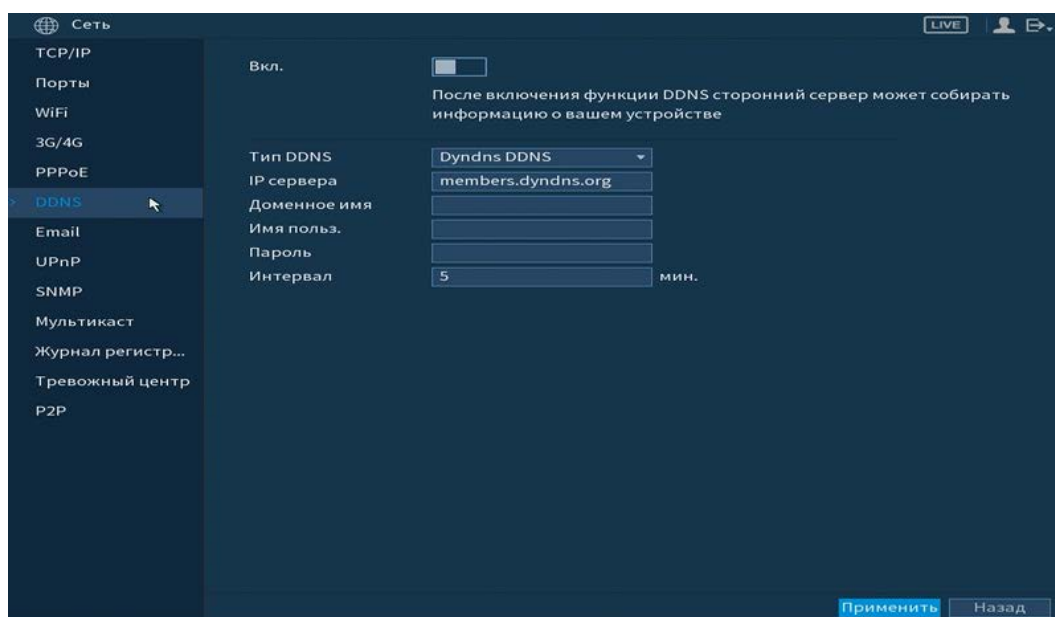 Сеть
LIVE
TCP/IP
Порты
WiFi
3G/4G
PPPoE
DDNS
Email
UPnP
SNMP
Мультикаст
Журнал регистр...
Тревожный центр
P2P
Вкл.
После включения функции DDNS сторонний сервер может собирать
информацию о вашем устройстве
Тип DDNS Dyndns DDNS
IP сервера members.dyndns.org
Доменное имя
Имя польз.
Пароль
Интервал 5 мин.
Применить Назад